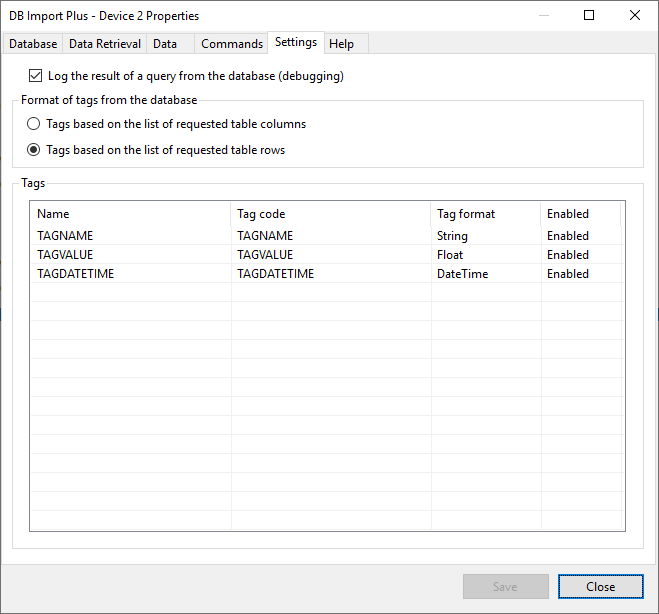 DB Import Plus - Device 2 Properties
Database Data Retrieval Data Commands Settings Help
Log the result of a query from the database (debugging)
Format of tags from the database
Tags based on the list of requested table columns
Tags based on the list of requested table rows
Tags
Name Tag code Tag format Enabled
TAGNAME TAGNAME String Enabled
TAGVALUE TAGVALUE Float Enabled
TAGDATETIME TAGDATETIME DateTime Enabled
Save Close